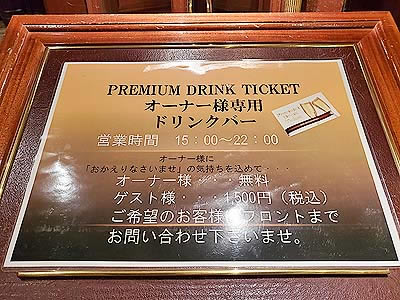 PREMIUM DRINK TICKET
オーナー様専用
ドリンクバー
営業時間 15：00～22：00
オーナー様に
「おかえりなさいませ」の気持ちを込めて・・・
オーナー様・・・無料
ゲスト様・・・1,500円（税込）
ご希望のお客様 フロントまで
お問い合わせ下さいませ。